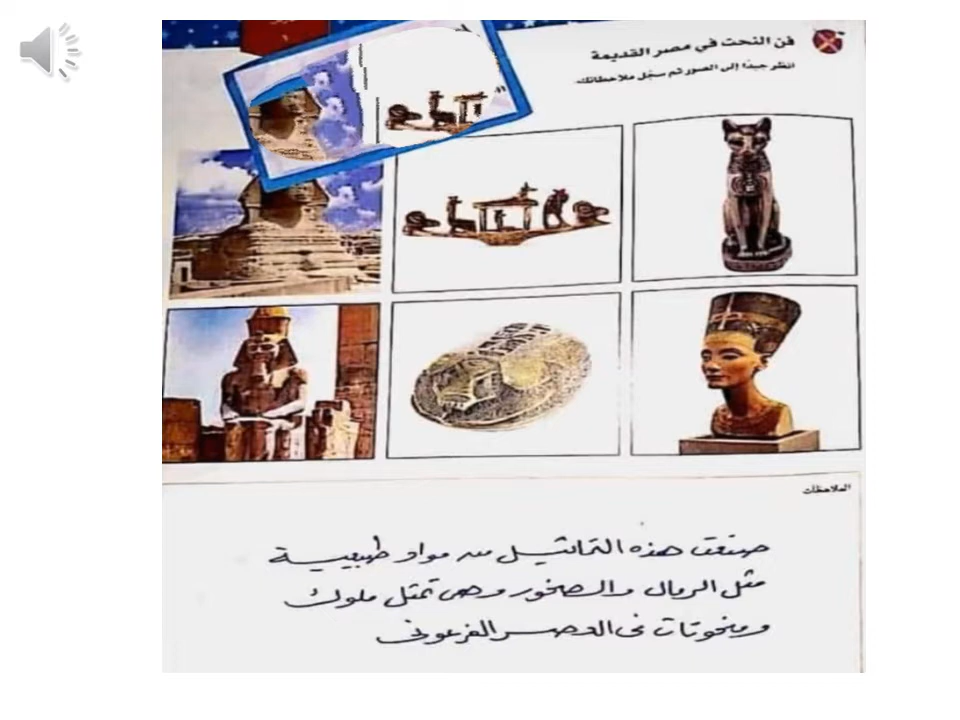 فن النحت في مصر القديمة
انظر جيدًا إلى الصور ثم سجل ملاحظاتك.
الملاحظات
صنعت هذه التماثيل من مواد طبيعية
مثل الرمال والصخور وهى تمثل ملوك
ومنحوتات فى العصر الفرعونى